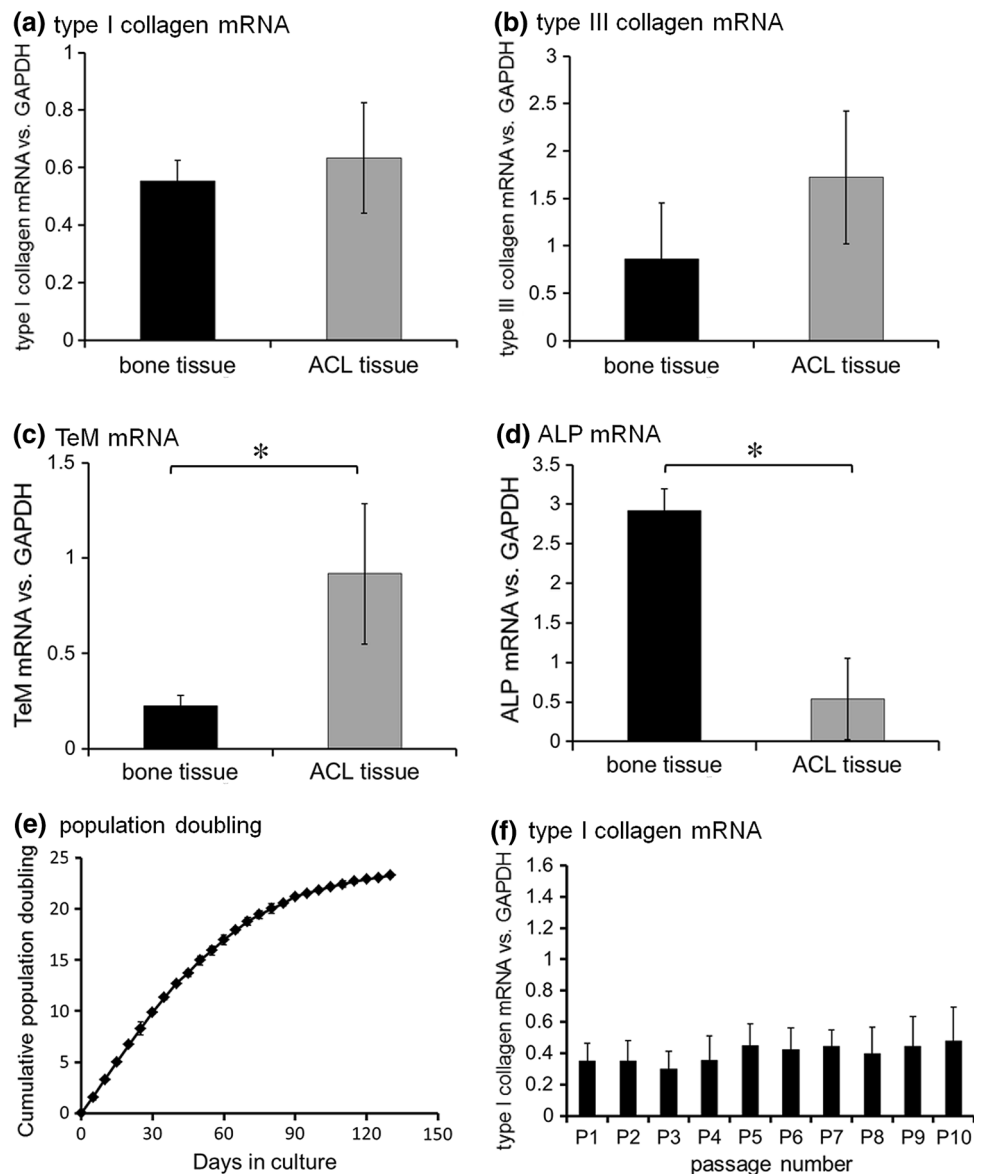 (a) type I collagen mRNA
type I collagen mRNA vs. GAPDH
1
0.8
0.6
0.4
0.2
0
bone tissue
ACL tissue
(b) type III collagen mRNA
type III collagen mRNA vs. GAPDH
3
2.5
2
1.5
1
0.5
0
bone tissue
ACL tissue
(c) TeM mRNA
TeM mRNA vs. GAPDH
1.5
1
0.5
0
*
bone tissue
ACL tissue
(d) ALP mRNA
ALP mRNA vs. GAPDH
3.5
3
2.5
2
1.5
1
0.5
0
*
bone tissue
ACL tissue
(e) population doubling
Cumulative population doubling
25
20
15
10
5
0
0 30 60 90 120 150
Days in culture
(f) type I collagen mRNA
type I collagen mRNA vs. GAPDH
1.6
1.4
1.2
1
0.8
0.6
0.4
0.2
0
P1 P2 P3 P4 P5 P6 P7 P8 P9 P10
passage number